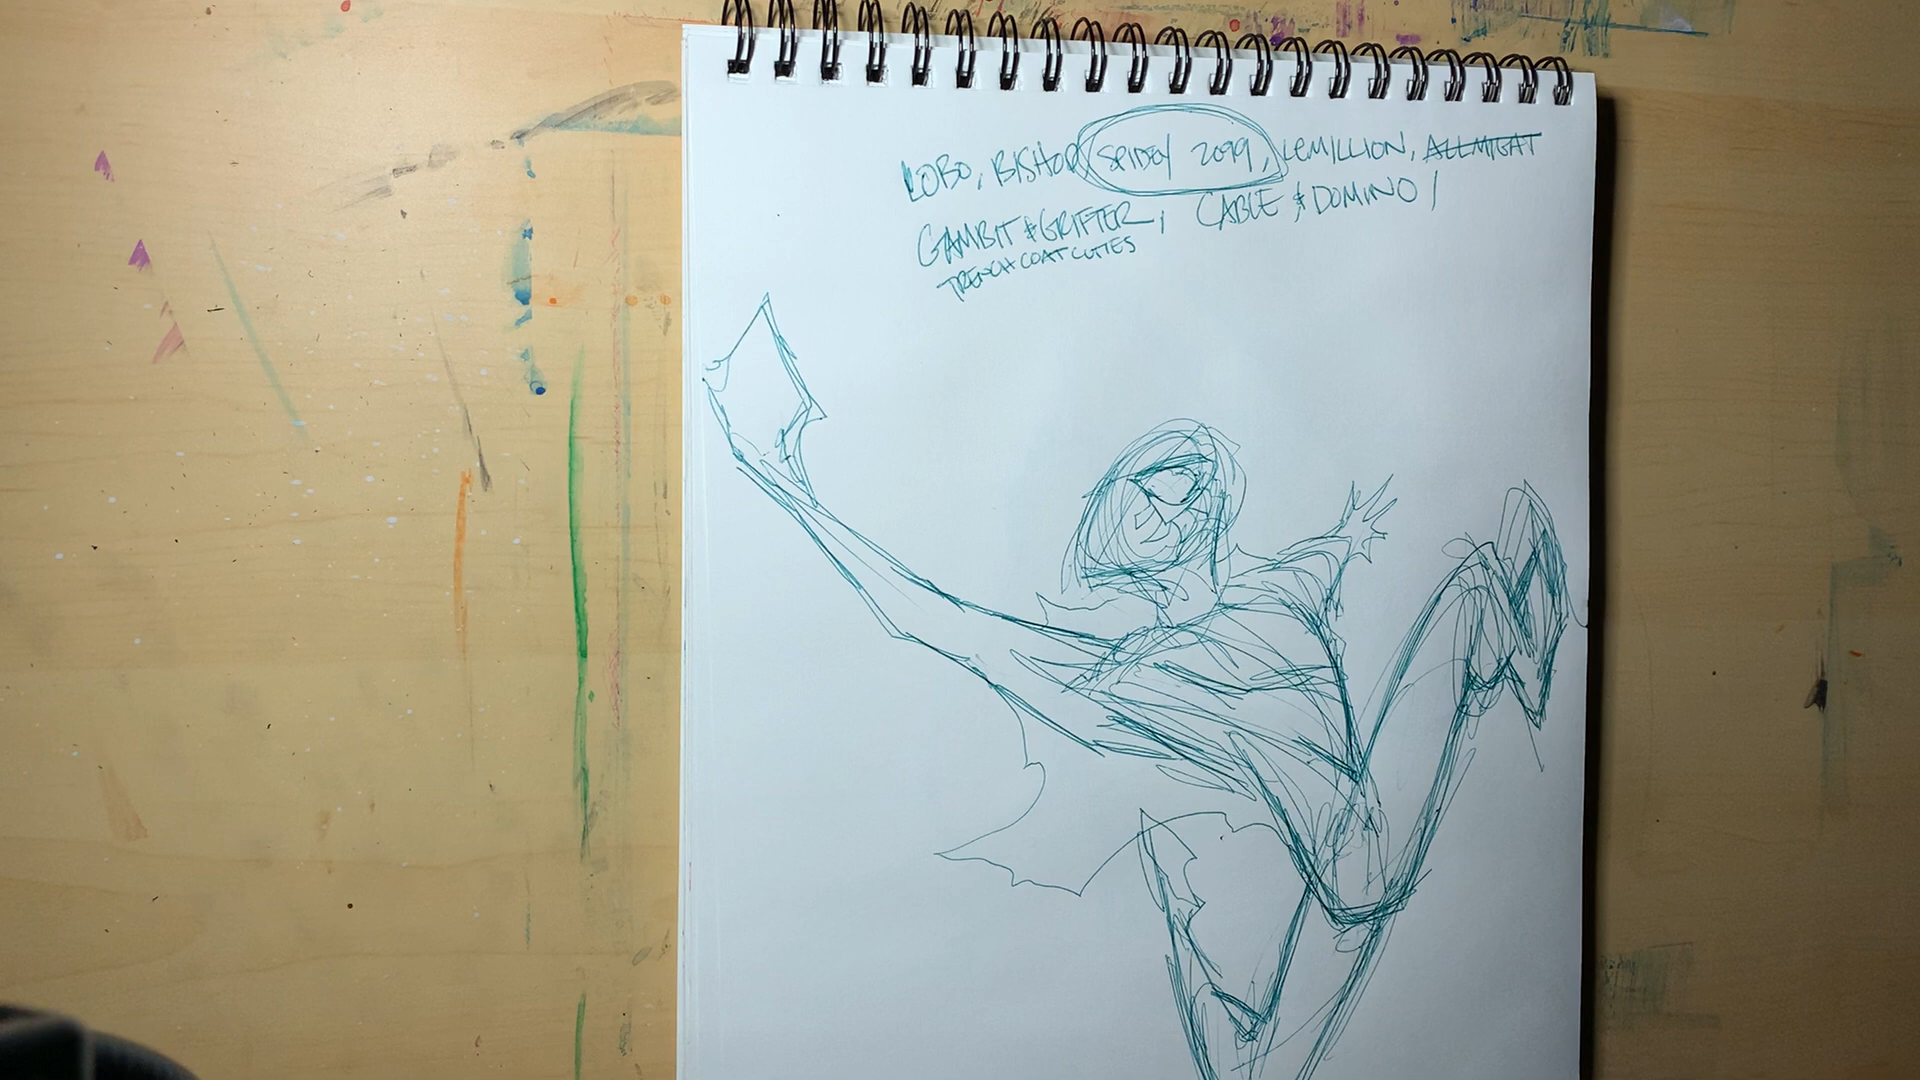 LOBO, BISHOP, SPIDEY 2099, LEMILLION, ALLMIGHT
GAMBIT & GRIFTER, CABLE & DOMINO,
TRENCH COAT CUTIES